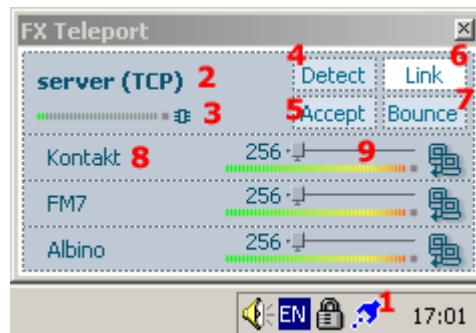 FX Teleport
4 6
server (TCP) 2 Detect Link
3 5 Accept Bounce 7
Kontakt 8 256 9
FM7 256
Albino 256
EN 1 17:01